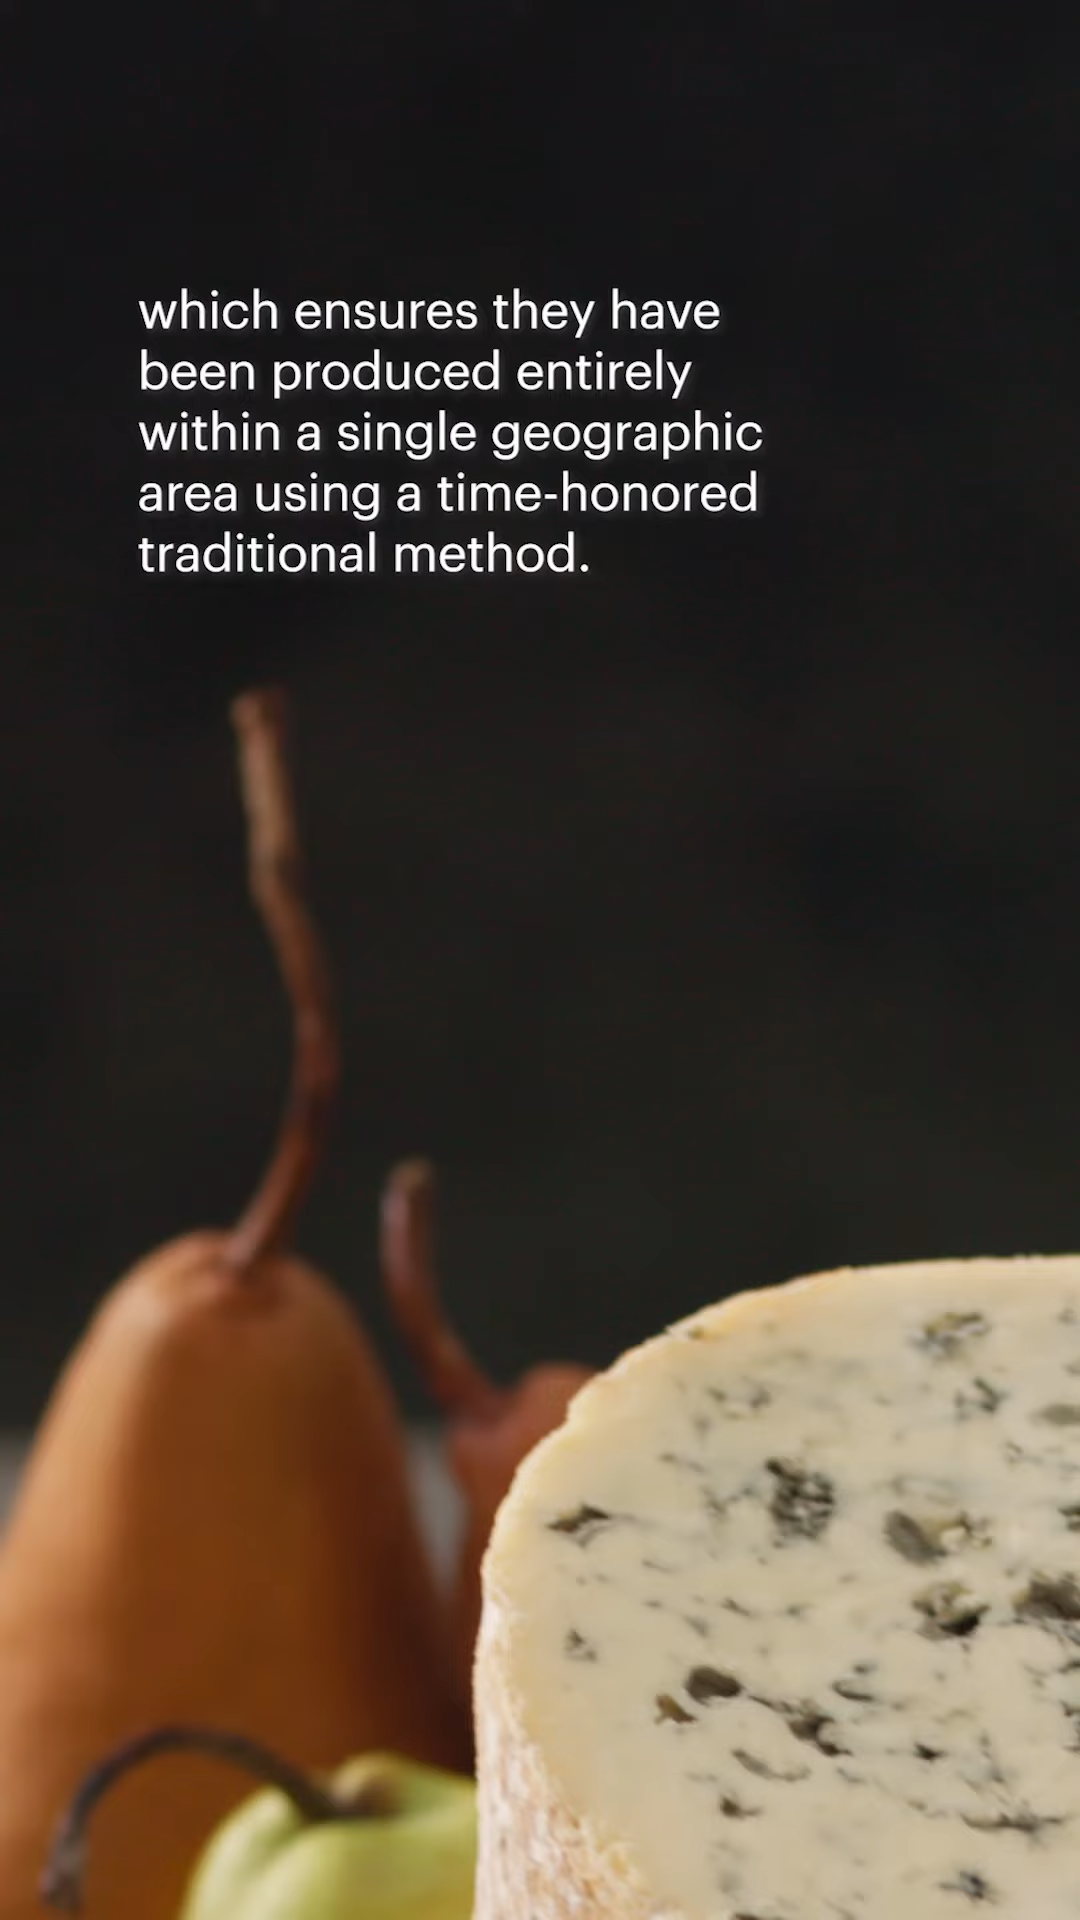 which ensures they have
been produced entirely
within a single geographic
area using a time-honored
traditional method.